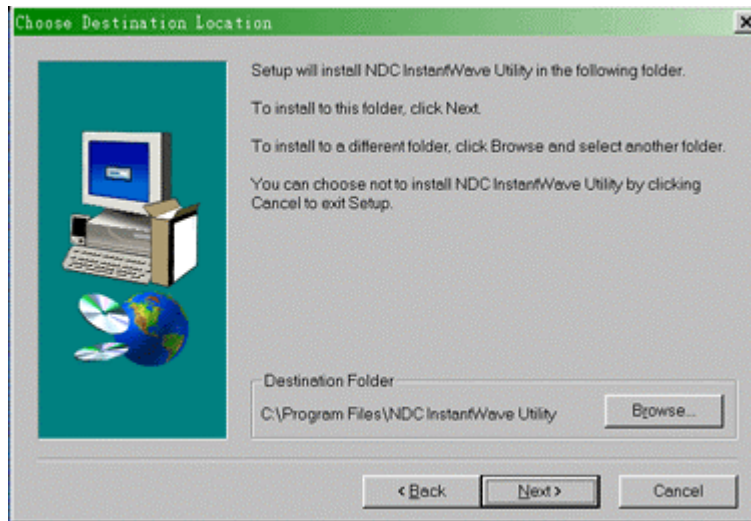 Choose Destination Location
Setup will install NDC InstantWave Utility in the following folder.
To install to this folder, click Next.
To install to a different folder, click Browse and select another folder.
You can choose not to install NDC InstantWave Utility by clicking
Cancel to exit Setup.
Destination Folder
C:\Program Files\NDC InstantWave Utility
Browse...
< Back
Next >
Cancel